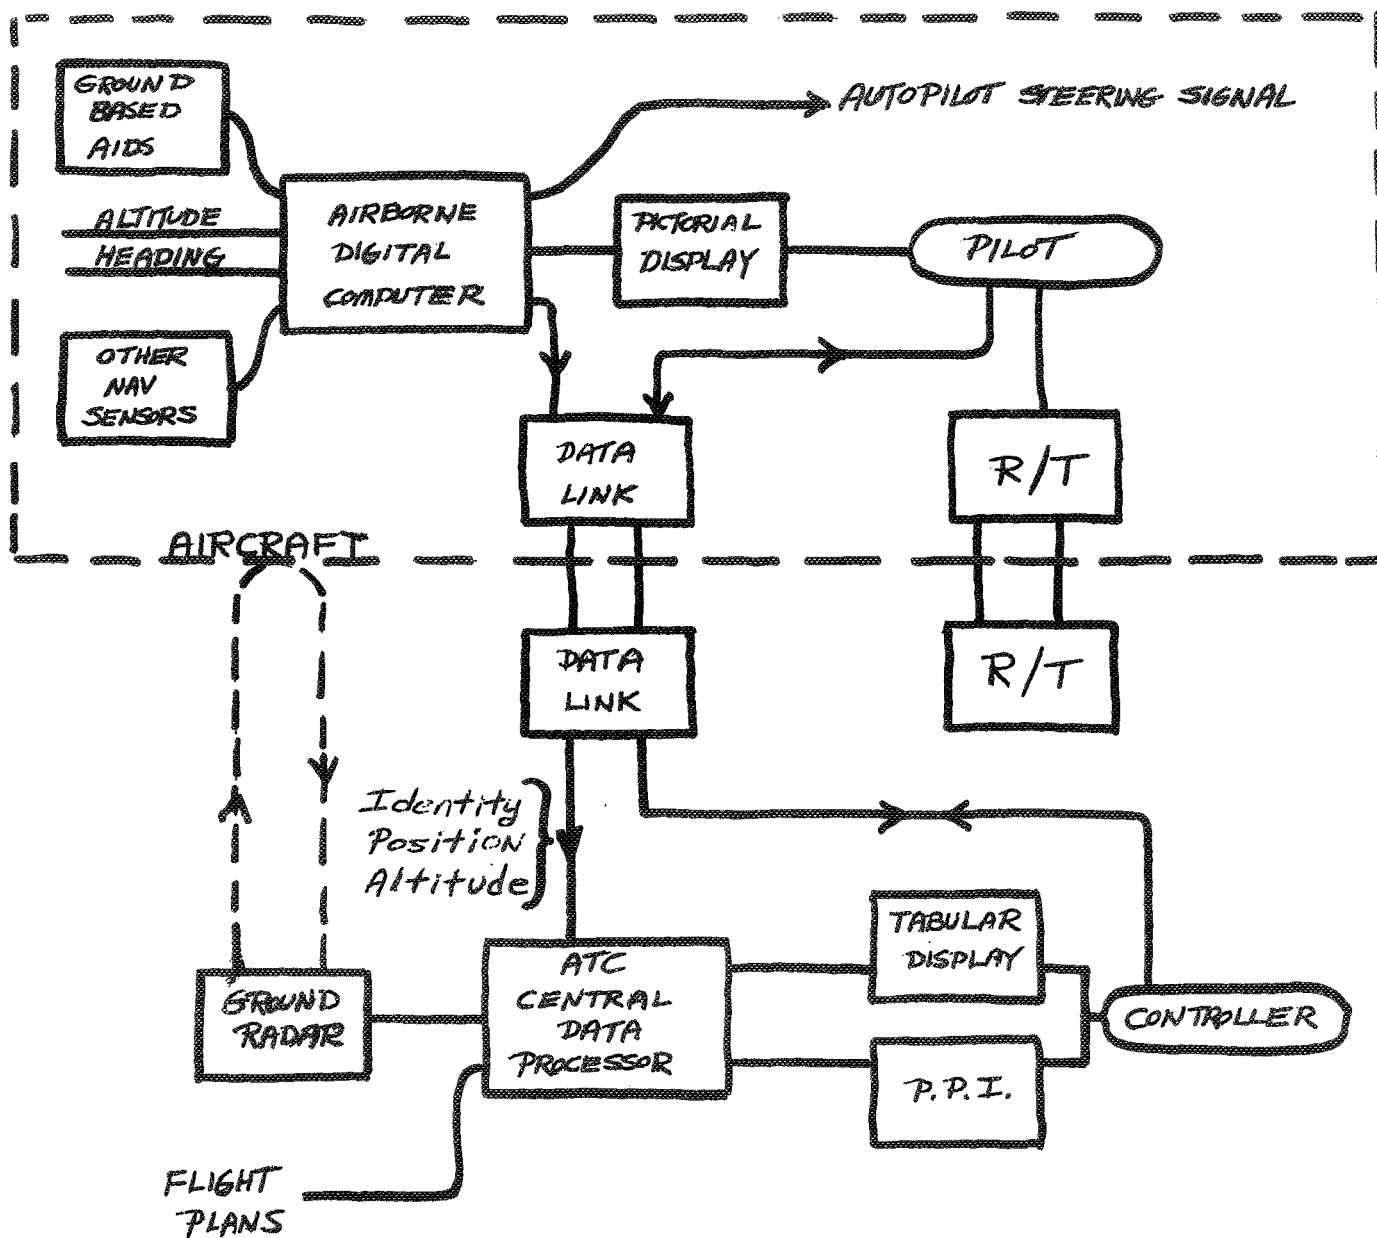 GROUND
BASED
AIDS
AUTOPILOT STEERING SIGNAL
ALTITUDE
HEADING
AIRBORNE
DIGITAL
COMPUTER
PICTORIAL
DISPLAY
PILOT
OTHER
NAV
SENSORS
DATA
LINK
R/T
AIRCRAFT
DATA
LINK
R/T
Identity
Position
Altitude
GROUND
RADAR
ATC
CENTRAL
DATA
PROCESSOR
TABULAR
DISPLAY
P.P.I.
CONTROLLER
FLIGHT
PLANS